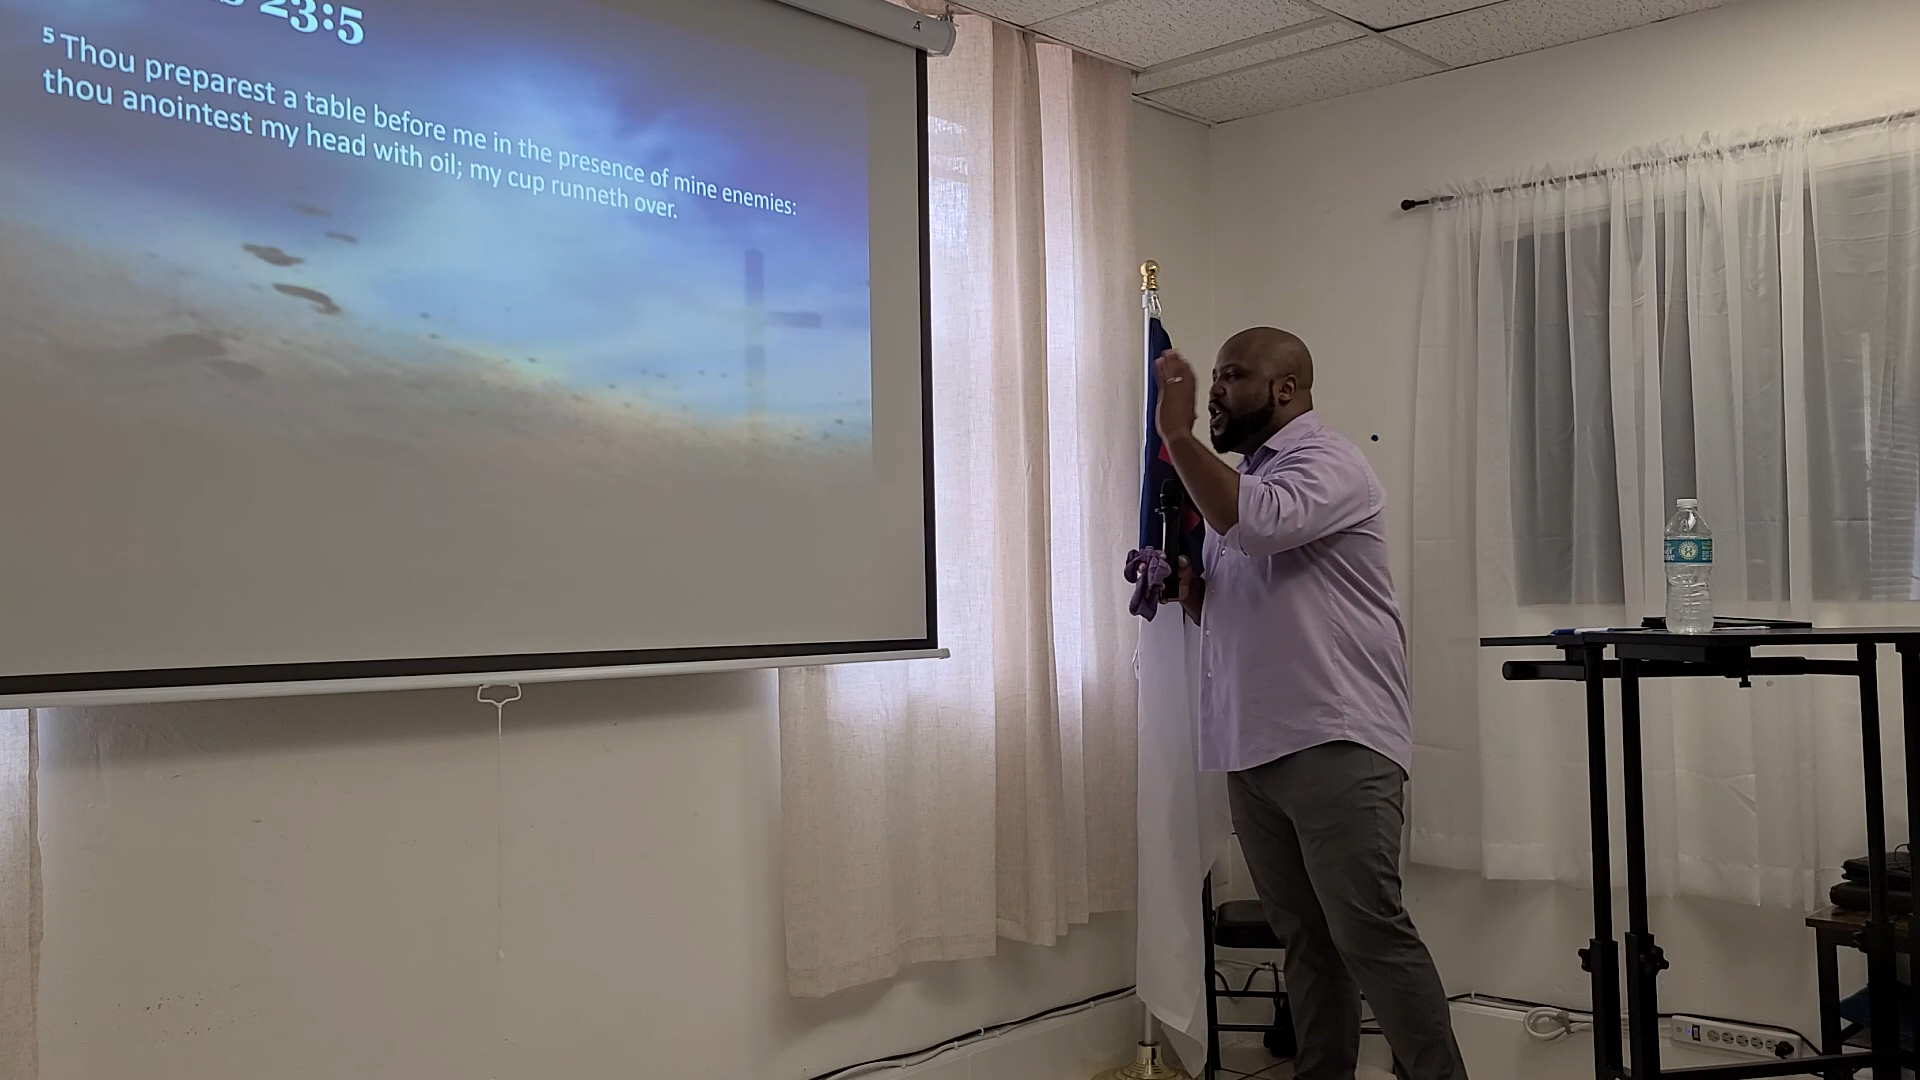 23:5
5 Thou preparest a table before me in the presence of mine enemies:
thou anointest my head with oil; my cup runneth over.